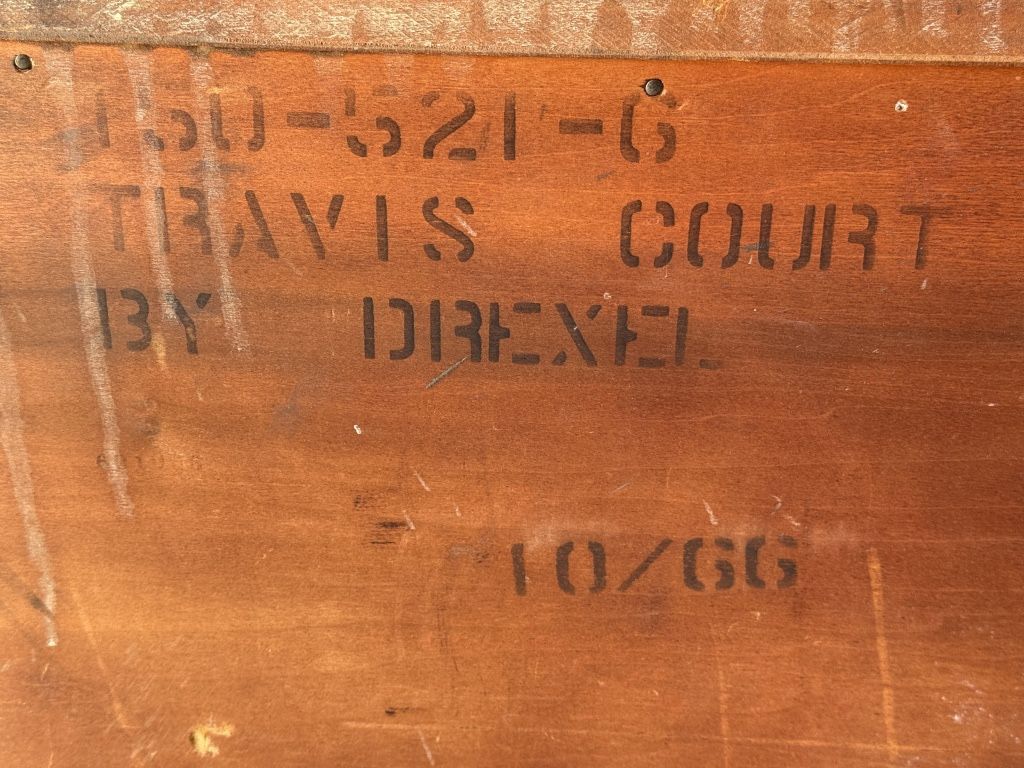 150-521-6
TRAVIS COURT
BY DREXEL
10/66